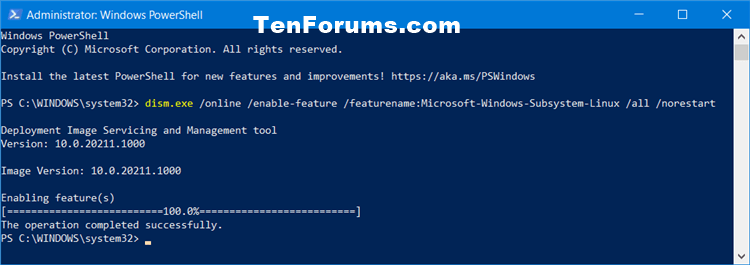 Administrator: Windows PowerShell
TenForums.com
Windows PowerShell
Copyright (C) Microsoft Corporation. All rights reserved.
Install the latest PowerShell for new features and improvements! https://aka.ms/PSWindows
PS C:\WINDOWS\system32> dism.exe /online /enable-feature /featurename:Microsoft-Windows-Subsystem-Linux /all /norestart
Deployment Image Servicing and Management tool
Version: 10.0.20211.1000
Image Version: 10.0.20211.1000
Enabling feature(s)
[==========================100.0%==========================]
The operation completed successfully.
PS C:\WINDOWS\system32>